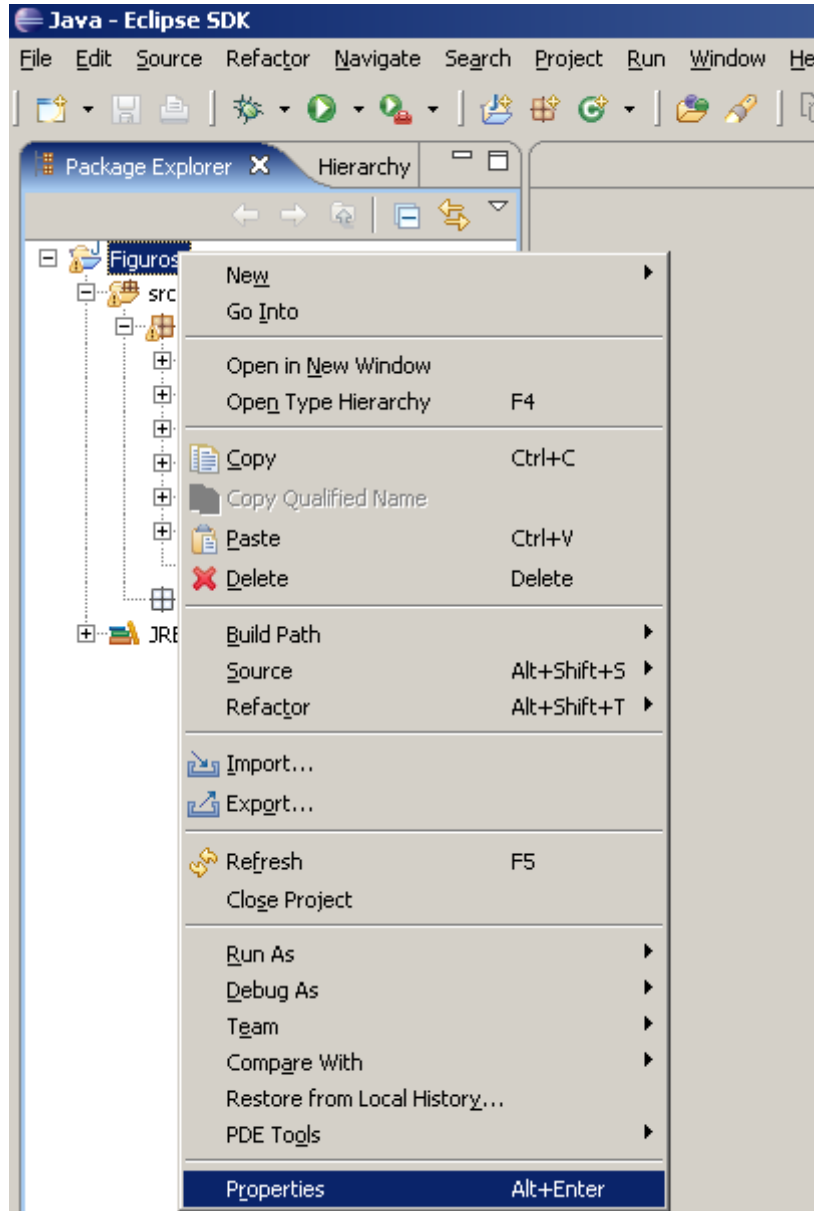 Java - Eclipse SDK
File Edit Source Refactor Navigate Search Project Run Window He
Package Explorer Hierarchy
Figuros
src
JRE
New
Go Into
Open in New Window
Open Type Hierarchy F4
Copy Ctrl+C
Copy Qualified Name
Paste Ctrl+V
Delete Delete
Build Path
Source Alt+Shift+S
Refactor Alt+Shift+T
Import...
Export...
Refresh F5
Close Project
Run As
Debug As
Team
Compare With
Restore from Local History...
PDE Tools
Properties Alt+Enter